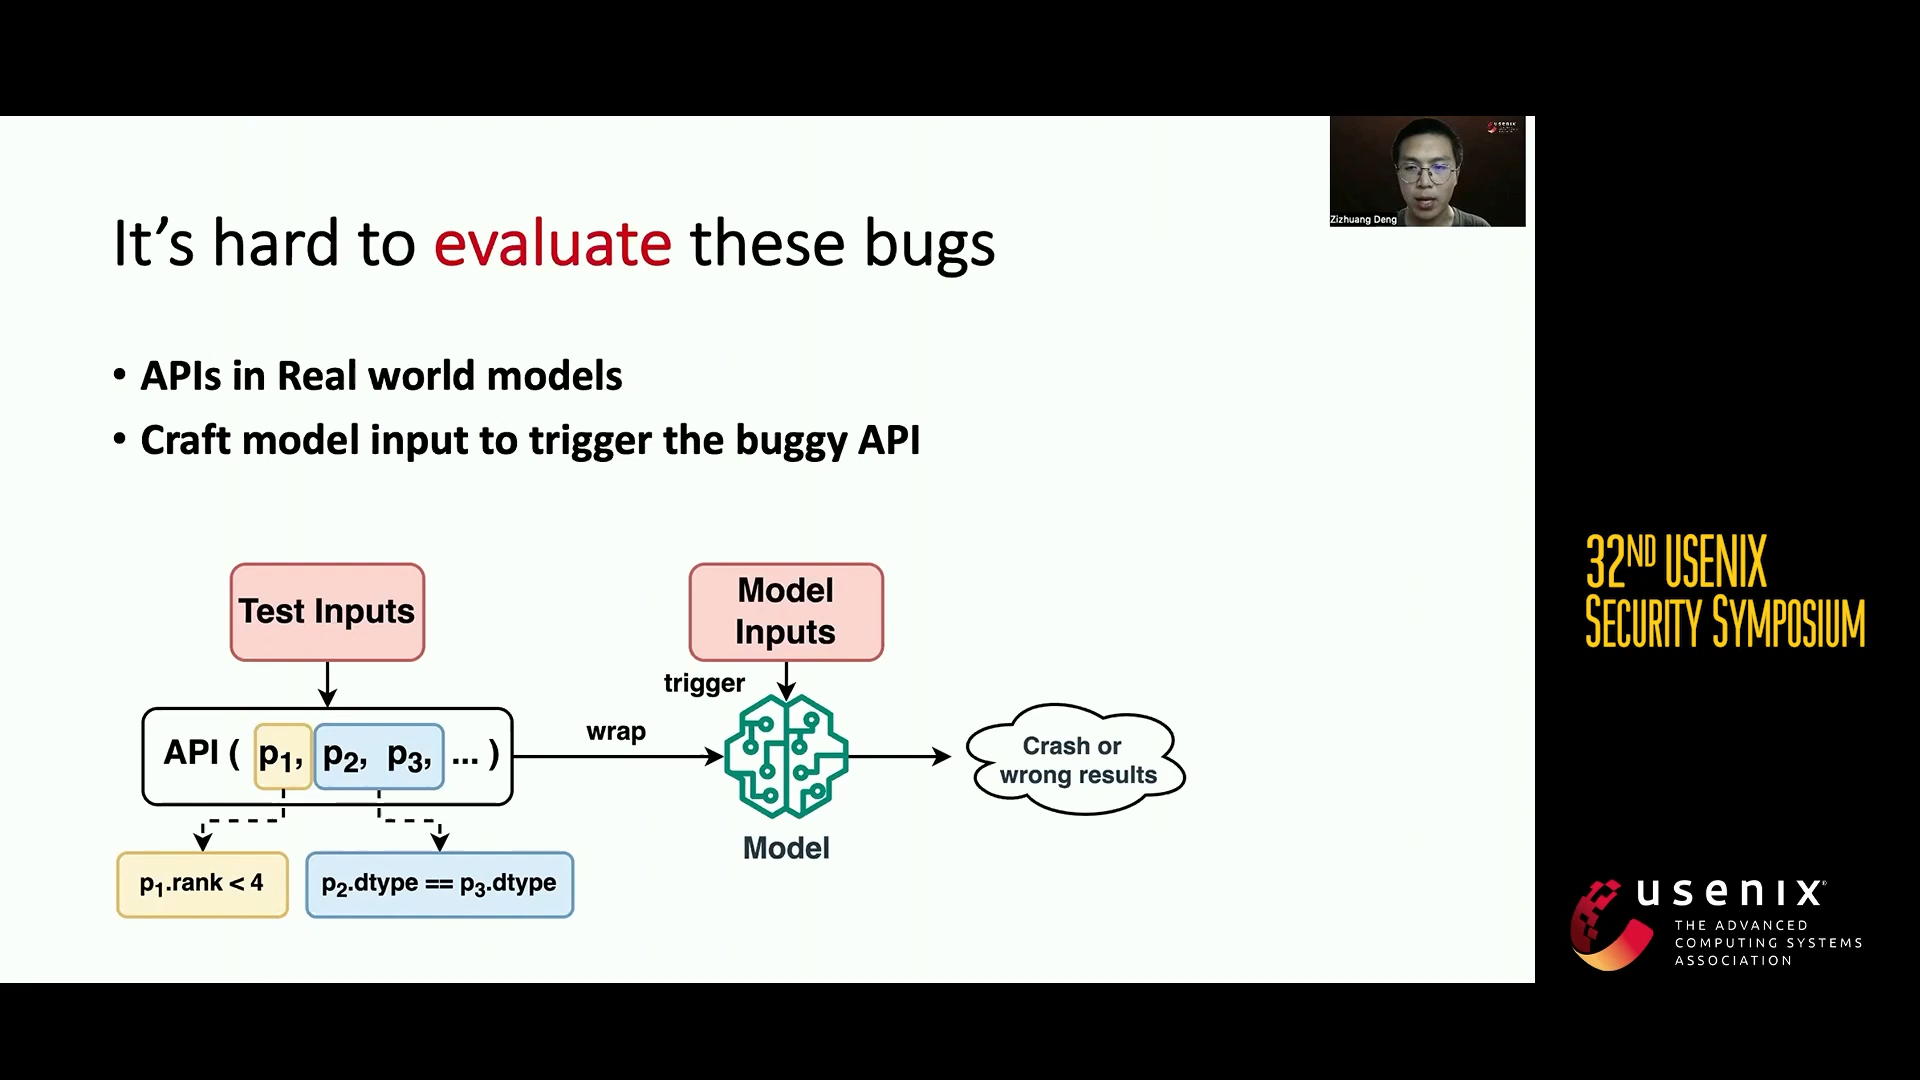 usenix
Zizhuang Deng
It's hard to evaluate these bugs
• APIs in Real world models
• Craft model input to trigger the buggy API
Test Inputs
Model
Inputs
trigger
API ( p1, p2, p3, ... )
wrap
Crash or
wrong results
Model
p1.rank < 4
p2.dtype == p3.dtype
32ND USENIX
SECURITY SYMPOSIUM
usenix®
THE ADVANCED
COMPUTING SYSTEMS
ASSOCIATION